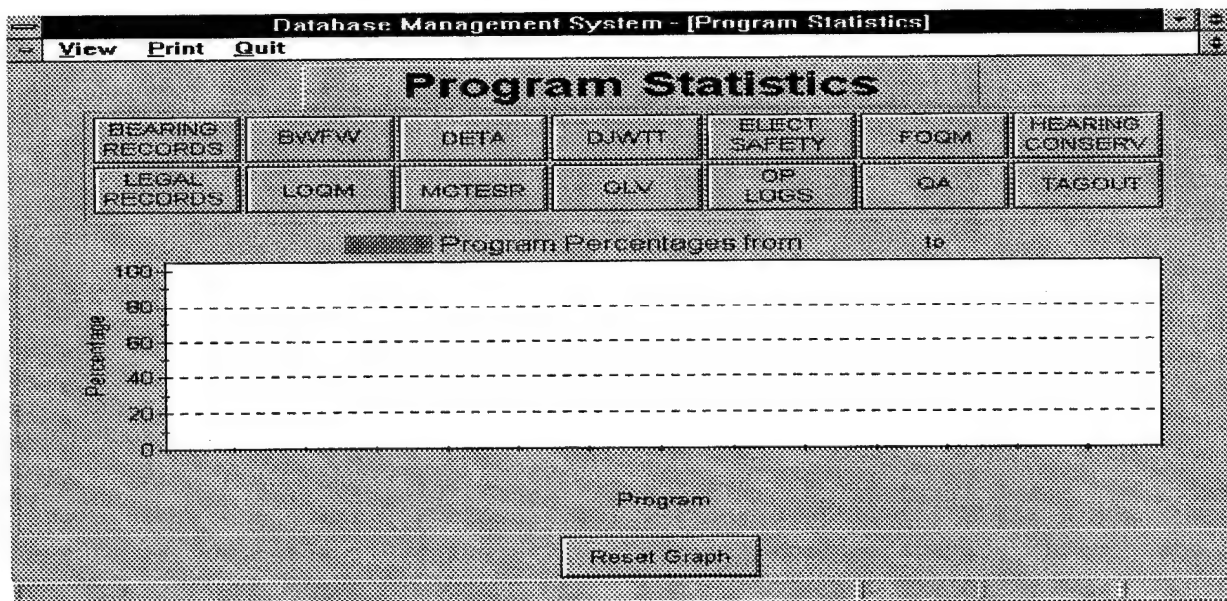 Database Management System - [Program Statistics]
View Print Quit
Program Statistics
BEARING RECORDS BWFW DETA DJWTT ELECT SAFETY FOQM HEARING CONSERV
LEGAL RECORDS LOQM MCTESR OLV OP LOGS QA TAGOUT
Program Percentages from to
100
80
60
40
20
0
Percentage
Program
Reset Graph